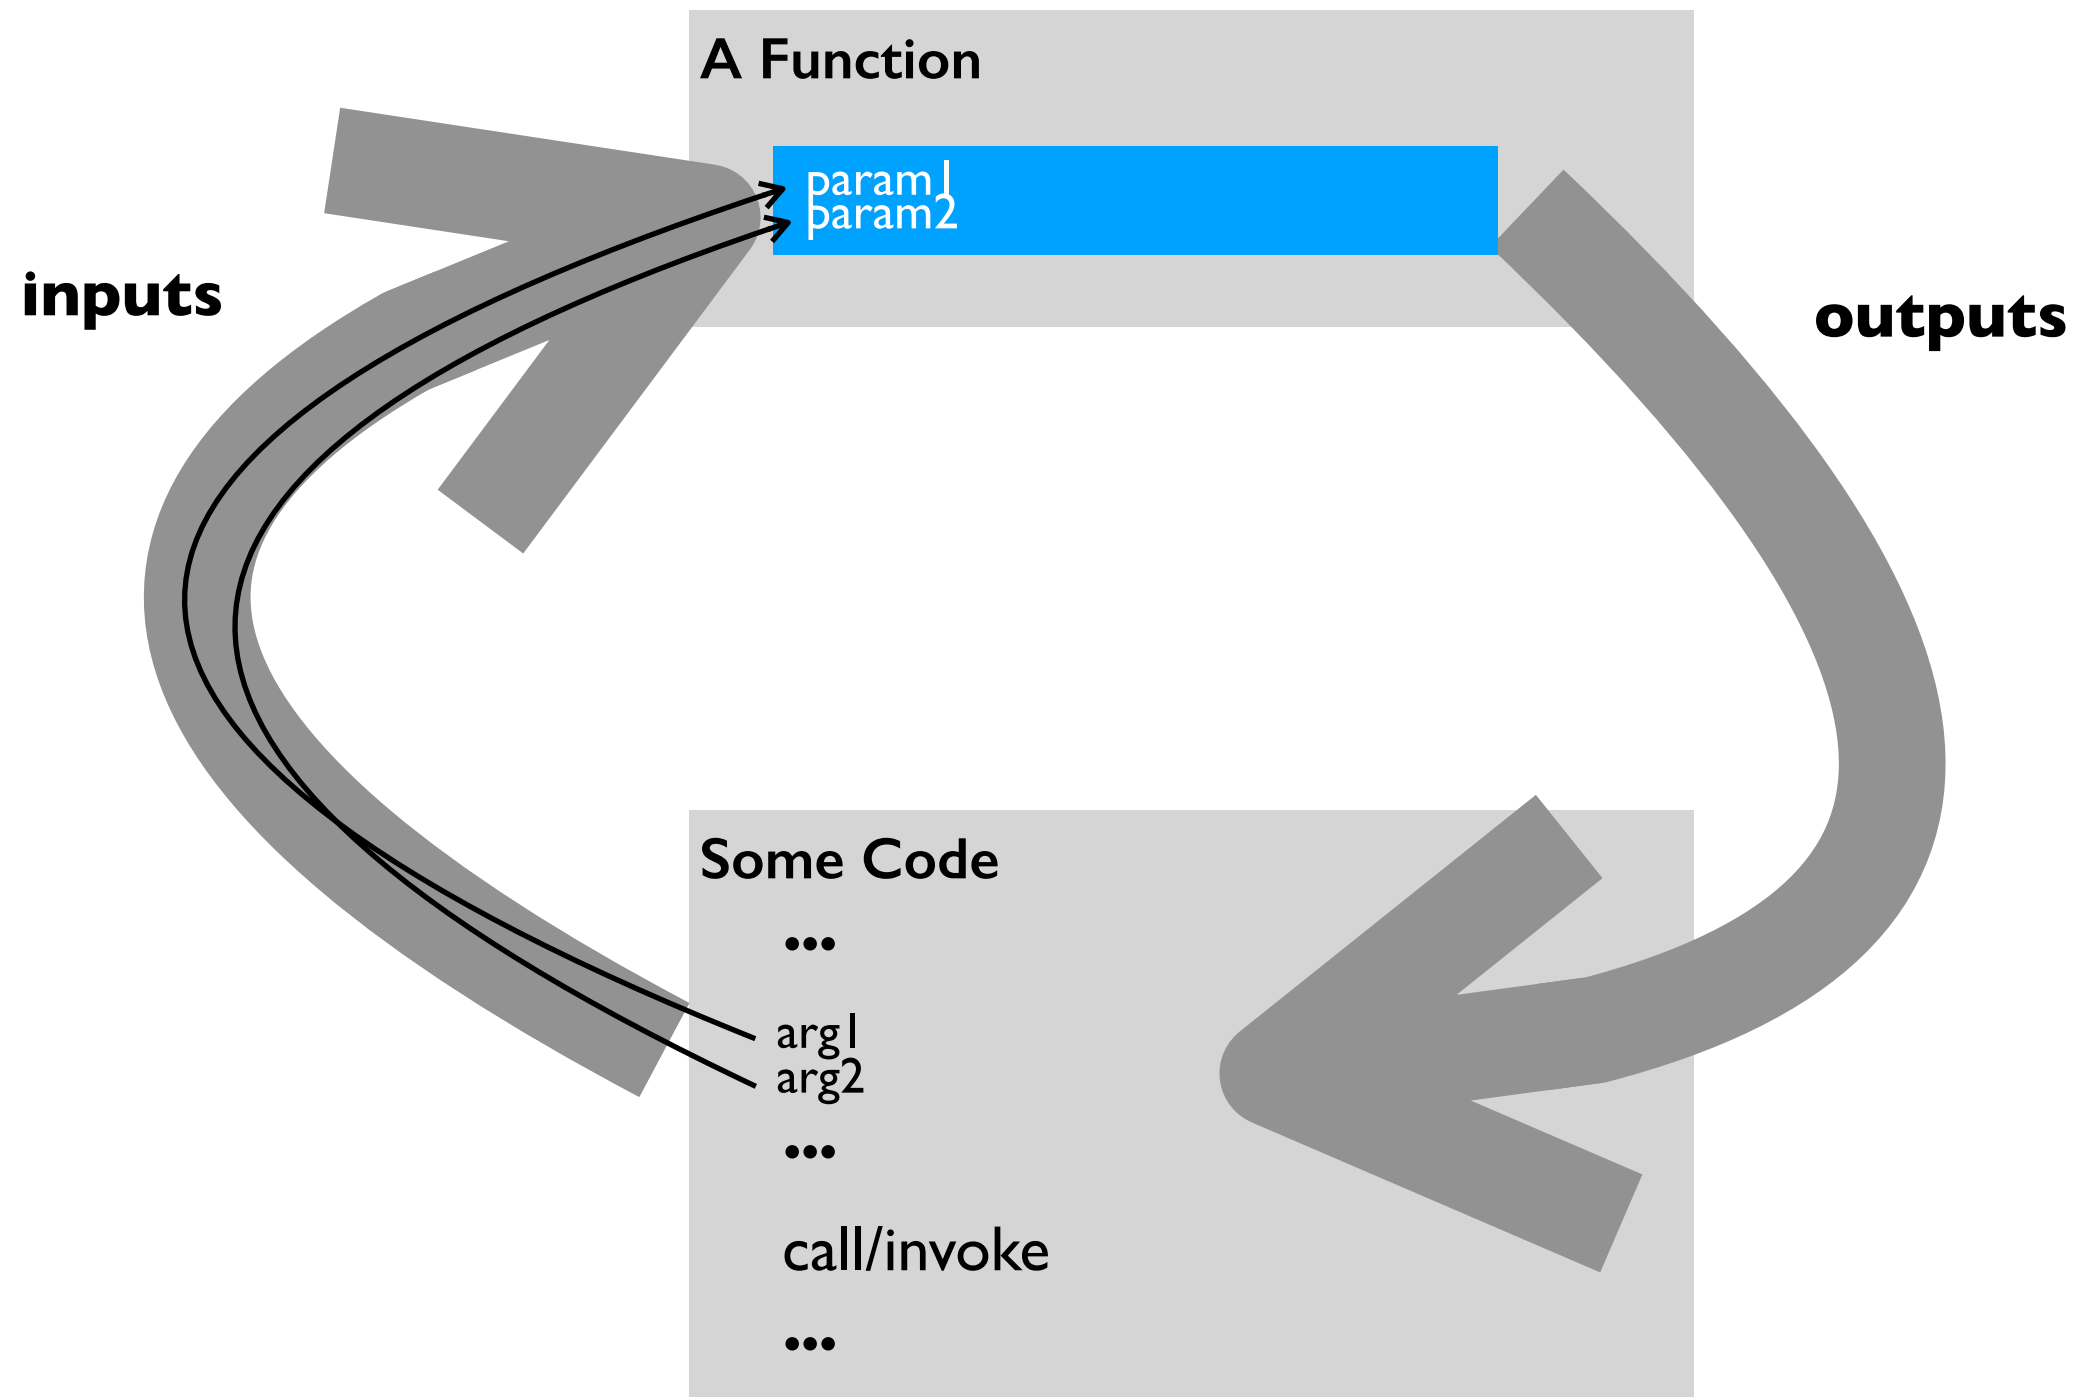 A Function
param1
param2
inputs
outputs
Some Code
•••
arg1
arg2
•••
call/invoke
•••